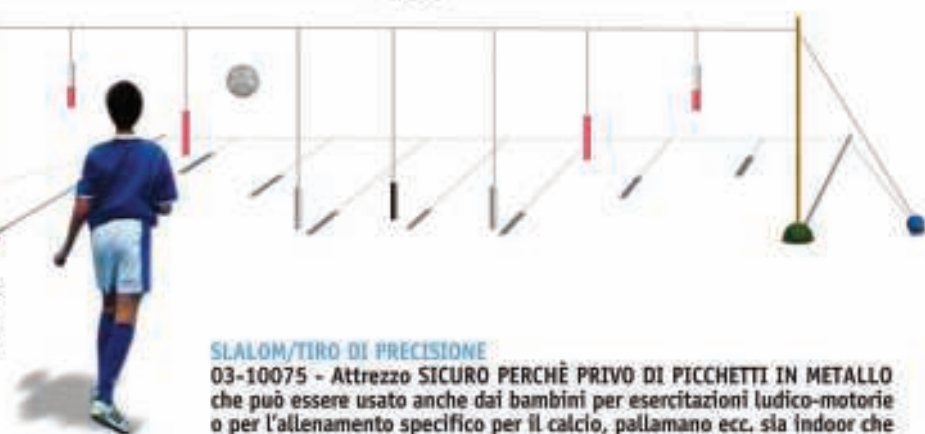 SLALOM/TIRO DI PRECISIONE
03-10075 - Attrezzo SICURO PERCHÈ PRIVO DI PICCHETTI IN METALLO
che può essere usato anche dai bambini per esercitazioni ludico-motorie
o per l'allenamento specifico per il calcio, pallamano ecc. sia indoor che